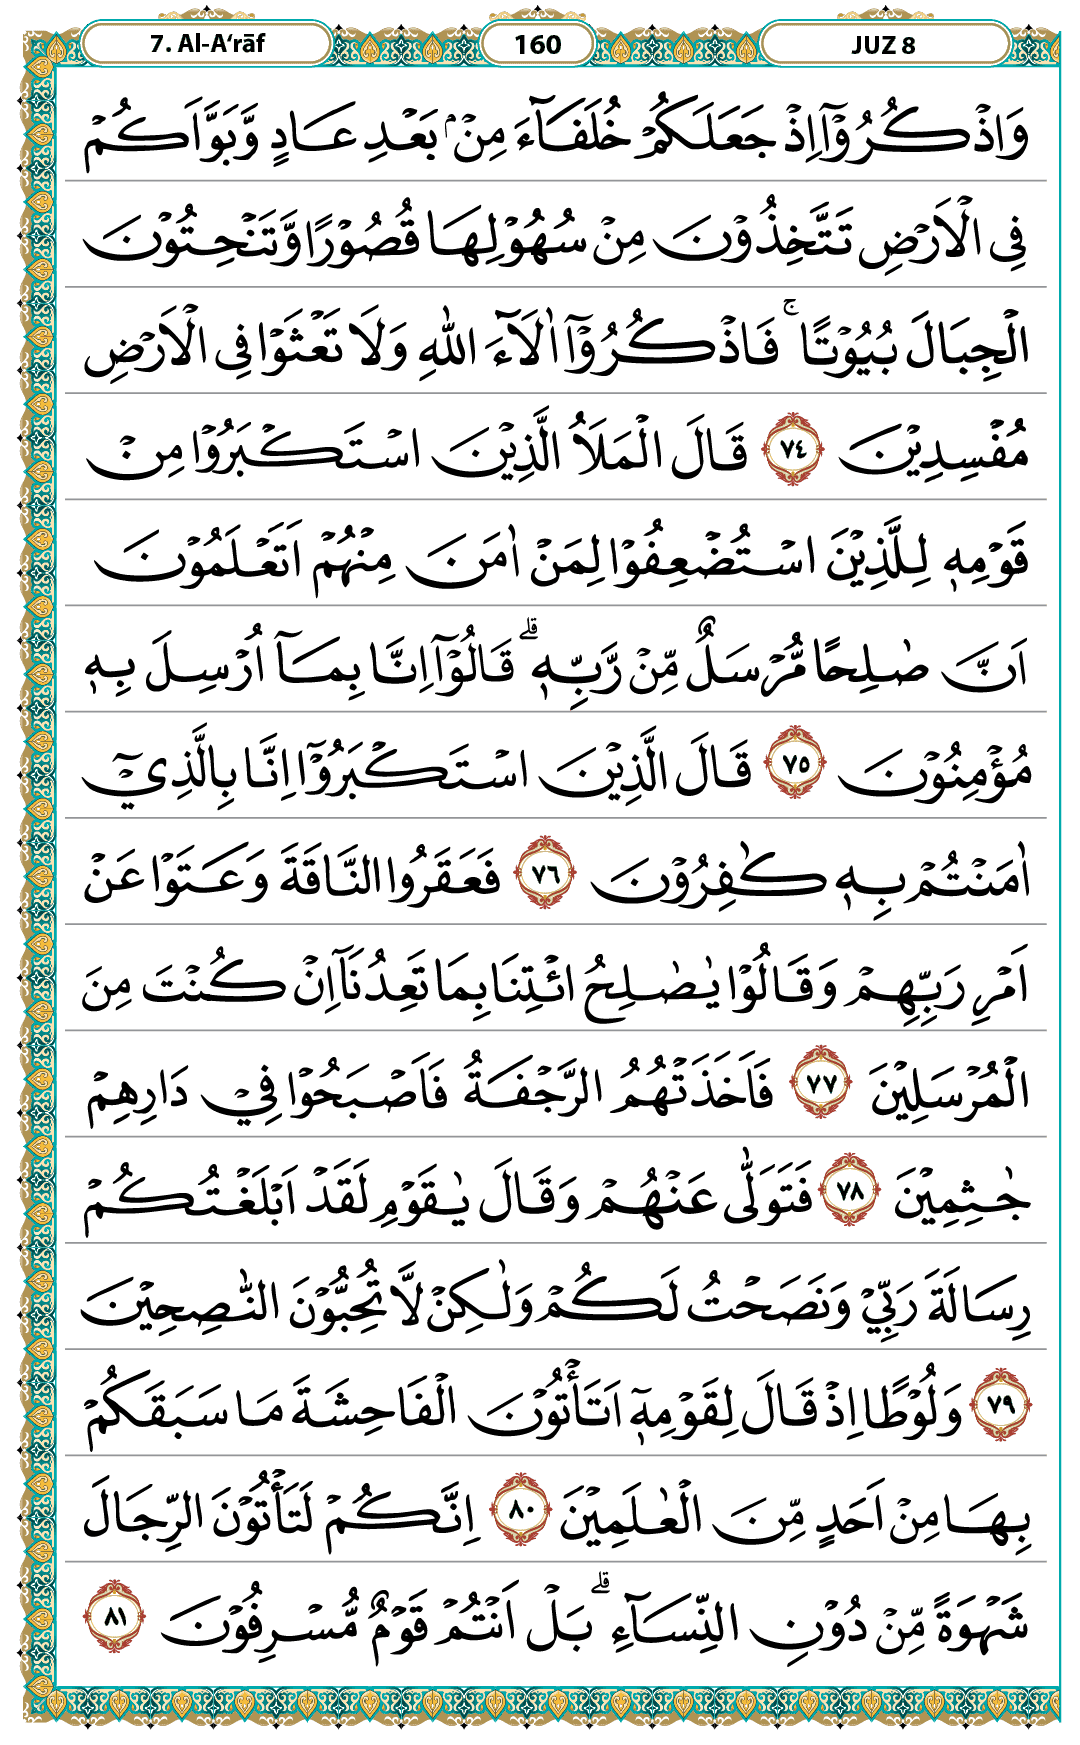 7. Al-A‘rāf
160
JUZ 8
وَاذْكُرُوْٓا اِذْ جَعَلَكُمْ خُلَفَآءَ مِنْۢ بَعْدِ عَادٍ وَّبَوَّاَكُمْ
فِى الْاَرْضِ تَتَّخِذُوْنَ مِنْ سُهُوْلِهَا قُصُوْرًا وَّتَنْحِتُوْنَ
الْجِبَالَ بُيُوْتًا ۚ فَاذْكُرُوْٓا اٰلَآءَ اللّٰهِ وَلَا تَعْثَوْا فِى الْاَرْضِ
مُفْسِدِيْنَ ٧٤ قَالَ الْمَلَاُ الَّذِيْنَ اسْتَكْبَرُوْا مِنْ
قَوْمِهٖ لِلَّذِيْنَ اسْتُضْعِفُوْا لِمَنْ اٰمَنَ مِنْهُمْ اَتَعْلَمُوْنَ
اَنَّ صٰلِحًا مُّرْسَلٌ مِّنْ رَّبِّهٖ ۗ قَالُوْٓا اِنَّا بِمَآ اُرْسِلَ بِهٖ
مُؤْمِنُوْنَ ٧٥ قَالَ الَّذِيْنَ اسْتَكْبَرُوْٓا اِنَّا بِالَّذِيْٓ
اٰمَنْتُمْ بِهٖ كٰفِرُوْنَ ٧٦ فَعَقَرُوا النَّاقَةَ وَعَتَوْا عَنْ
اَمْرِ رَبِّهِمْ وَقَالُوْا يٰصٰلِحُ ائْتِنَا بِمَا تَعِدُنَآ اِنْ كُنْتَ مِنَ
الْمُرْسَلِيْنَ ٧٧ فَاَخَذَتْهُمُ الرَّجْفَةُ فَاَصْبَحُوْا فِيْ دَارِهِمْ
جٰثِمِيْنَ ٧٨ فَتَوَلّٰى عَنْهُمْ وَقَالَ يٰقَوْمِ لَقَدْ اَبْلَغْتُكُمْ
رِسَالَةَ رَبِّيْ وَنَصَحْتُ لَكُمْ وَلٰكِنْ لَّا تُحِبُّوْنَ النّٰصِحِيْنَ
٧٩ وَلُوْطًا اِذْ قَالَ لِقَوْمِهٖٓ اَتَأْتُوْنَ الْفَاحِشَةَ مَا سَبَقَكُمْ
بِهَا مِنْ اَحَدٍ مِّنَ الْعٰلَمِيْنَ ٨٠ اِنَّكُمْ لَتَأْتُوْنَ الرِّجَالَ
شَهْوَةً مِّنْ دُوْنِ النِّسَآءِ ۗ بَلْ اَنْتُمْ قَوْمٌ مُّسْرِفُوْنَ ٨١